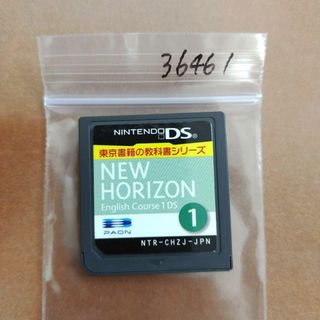 36461
NINTENDO DS
東京書籍の教科書シリーズ
NEW
HORIZON
English Course 1 DS
1
PAON
NTR-CHZJ-JPN